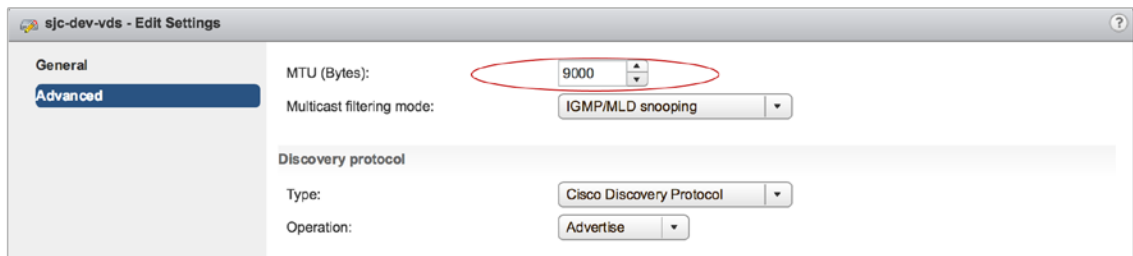 sjc-dev-vds - Edit Settings ?
General
Advanced
MTU (Bytes): 9000
Multicast filtering mode: IGMP/MLD snooping
Discovery protocol
Type: Cisco Discovery Protocol
Operation: Advertise